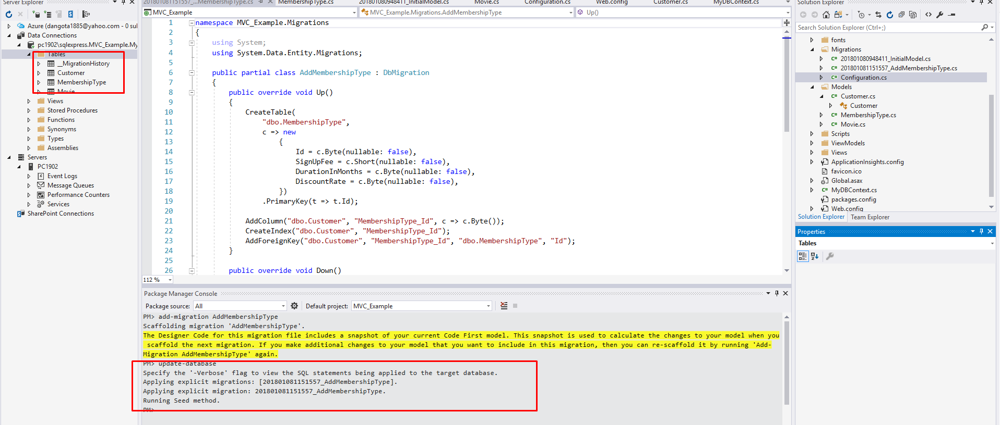 Server Explorer
Azure (dangota1885@yahoo.com - 0 sul
Data Connections
pc1902\sqlexpress.MVC_Example.My
Tables
__MigrationHistory
Customer
MembershipType
Movie
Views
Stored Procedures
Functions
Synonyms
Types
Assemblies
Servers
PC1902
Event Logs
Message Queues
Performance Counters
Services
SharePoint Connections
201801081151557_...MembershipType.cs
MembershipType.cs
201801080948411_InitialModel.cs
Movie.cs
Configuration.cs
Web.config
Customer.cs
MyDBContext.cs
MVC_Example
MVC_Example.Migrations.AddMembershipType
Up()
1 namespace MVC_Example.Migrations
2 {
3 using System;
4 using System.Data.Entity.Migrations;
5
6 public partial class AddMembershipType : DbMigration
7 {
8 public override void Up()
9 {
10 CreateTable(
11 "dbo.MembershipType",
12 c => new
13 {
14 Id = c.Byte(nullable: false),
15 SignUpFee = c.Short(nullable: false),
16 DurationInMonths = c.Byte(nullable: false),
17 DiscountRate = c.Byte(nullable: false),
18 })
19 .PrimaryKey(t => t.Id);
20
21 AddColumn("dbo.Customer", "MembershipType_Id", c => c.Byte());
22 CreateIndex("dbo.Customer", "MembershipType_Id");
23 AddForeignKey("dbo.Customer", "MembershipType_Id", "dbo.MembershipType", "Id");
24 }
25
26 public override void Down()
112 %
Package Manager Console
Package source: All
Default project: MVC_Example
PM> add-migration AddMembershipType
Scaffolding migration 'AddMembershipType'.
The Designer Code for this migration file includes a snapshot of your current Code First model. This snapshot is used to calculate the changes to your model when you
scaffold the next migration. If you make additional changes to your model that you want to include in this migration, then you can re-scaffold it by running 'Add-
Migration AddMembershipType' again.
PM> update-database
Specify the '-Verbose' flag to view the SQL statements being applied to the target database.
Applying explicit migrations: [201801081151557_AddMembershipType].
Applying explicit migration: 201801081151557_AddMembershipType.
Running Seed method.
PM>
Solution Explorer
Search Solution Explorer (Ctrl+;)
fonts
Migrations
C# 201801080948411_InitialModel.cs
C# 201801081151557_AddMembershipType.cs
C# Configuration.cs
Models
C# Customer.cs
Customer
C# MembershipType.cs
C# Movie.cs
Scripts
ViewModels
Views
ApplicationInsights.config
favicon.ico
Global.asax
C# MyDBContext.cs
packages.config
Web.config
Solution Explorer
Team Explorer
Properties
Tables